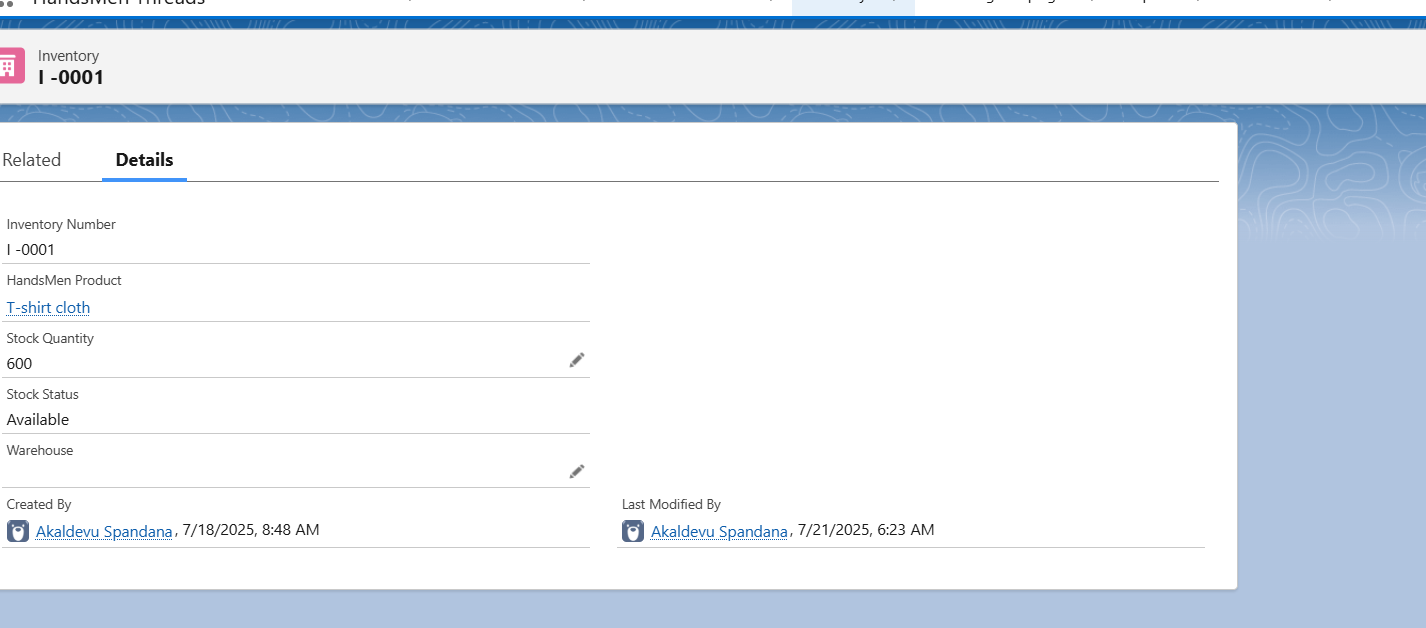 HandsMen Threads
Inventory
I -0001
Related
Details
Inventory Number
I -0001
HandsMen Product
T-shirt cloth
Stock Quantity
600
Stock Status
Available
Warehouse
Created By
Akaldevu Spandana, 7/18/2025, 8:48 AM
Last Modified By
Akaldevu Spandana, 7/21/2025, 6:23 AM